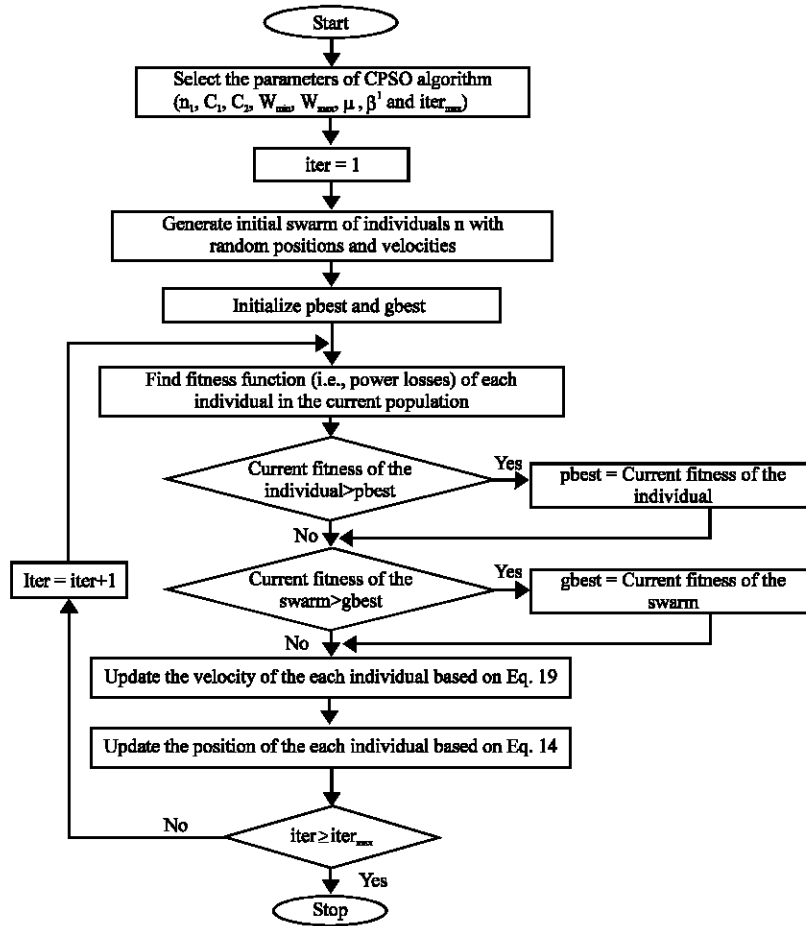 Start
Select the parameters of CPSO algorithm
(n₁, C₁, C₂, Wₘᵢₙ, Wₘₐₓ, μ, β¹ and iterₘₐₓ)
iter = 1
Generate initial swarm of individuals n with
random positions and velocities
Initialize pbest and gbest
Find fitness function (i.e., power losses) of each
individual in the current population
Current fitness of the
individual>pbest
Yes
pbest = Current fitness of the
individual
No
Iter = iter+1
Current fitness of the
swarm>gbest
Yes
gbest = Current fitness of the
swarm
No
Update the velocity of the each individual based on Eq. 19
Update the position of the each individual based on Eq. 14
No
iter≥iterₘₐₓ
Yes
Stop